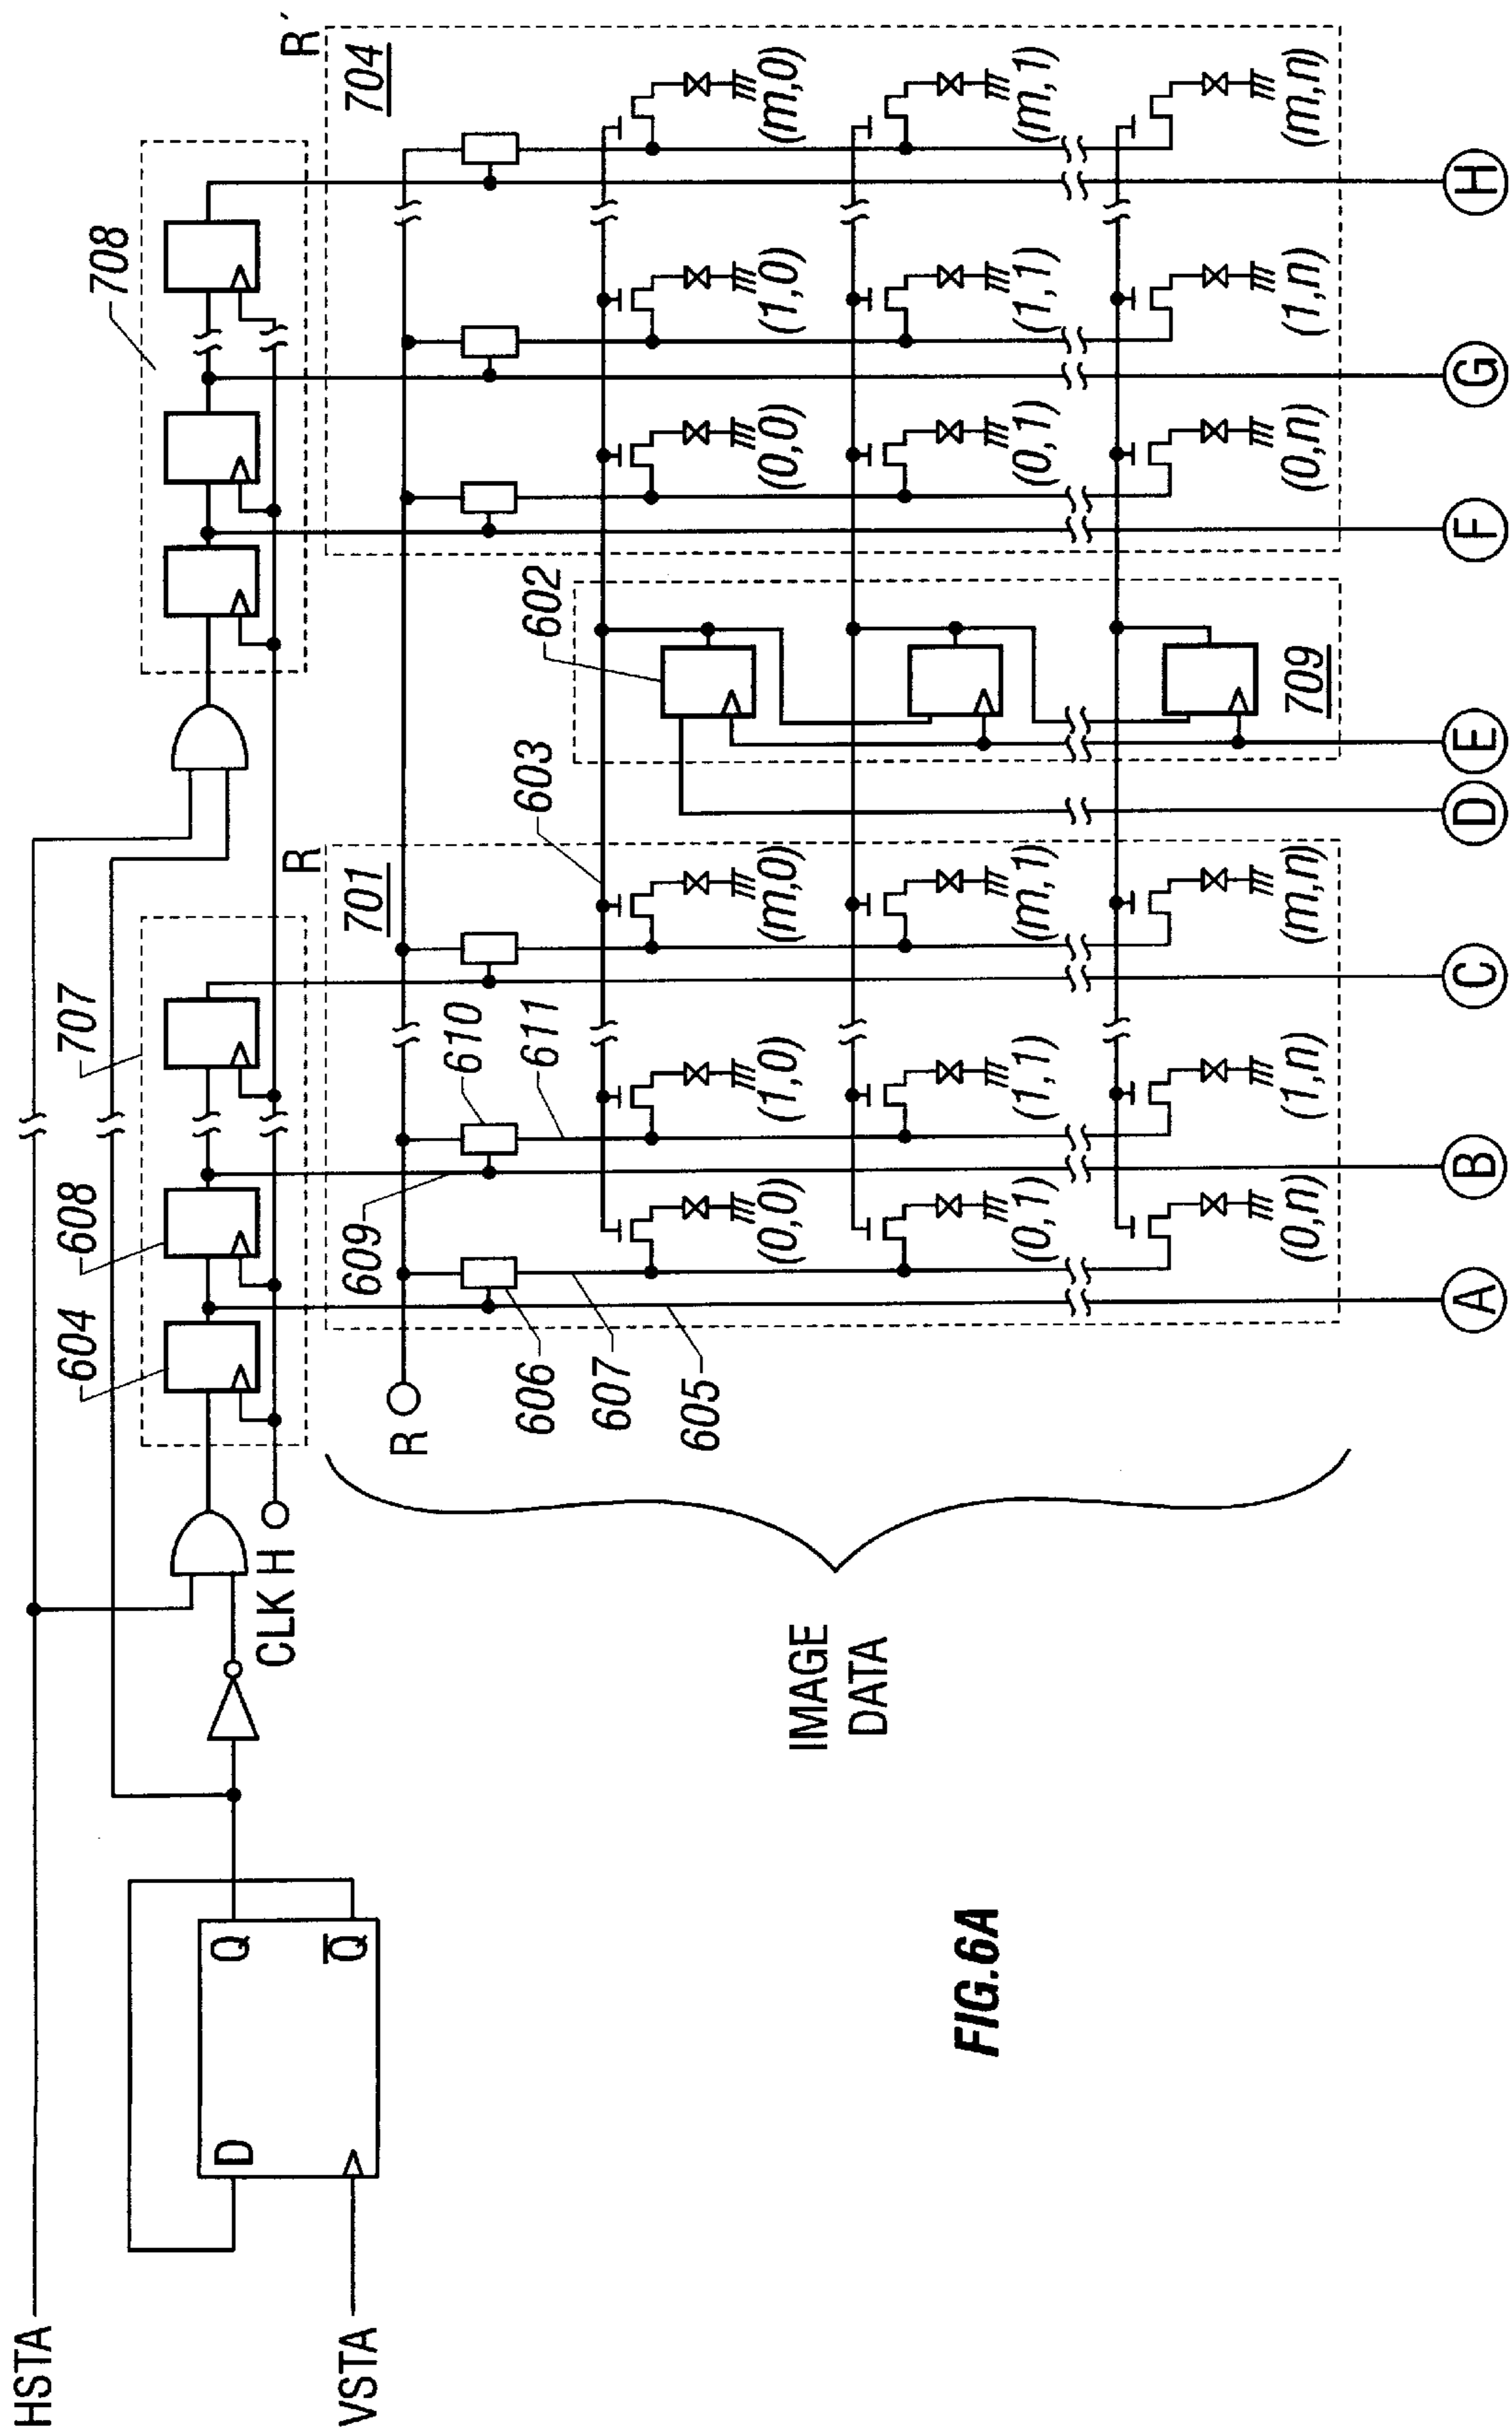 HSTA
VSTA
D
Q
Q̅
CLK H
604
608
707
708
R
R
R´
701
704
606
607
605
609
610
611
603
602
709
(0,0)
(1,0)
(m,0)
(0,0)
(1,0)
(m,0)
(0,1)
(1,1)
(m,1)
(0,1)
(1,1)
(m,1)
(0,n)
(1,n)
(m,n)
(0,n)
(1,n)
(m,n)
IMAGE
DATA
A
B
C
D
E
F
G
H
FIG.6A